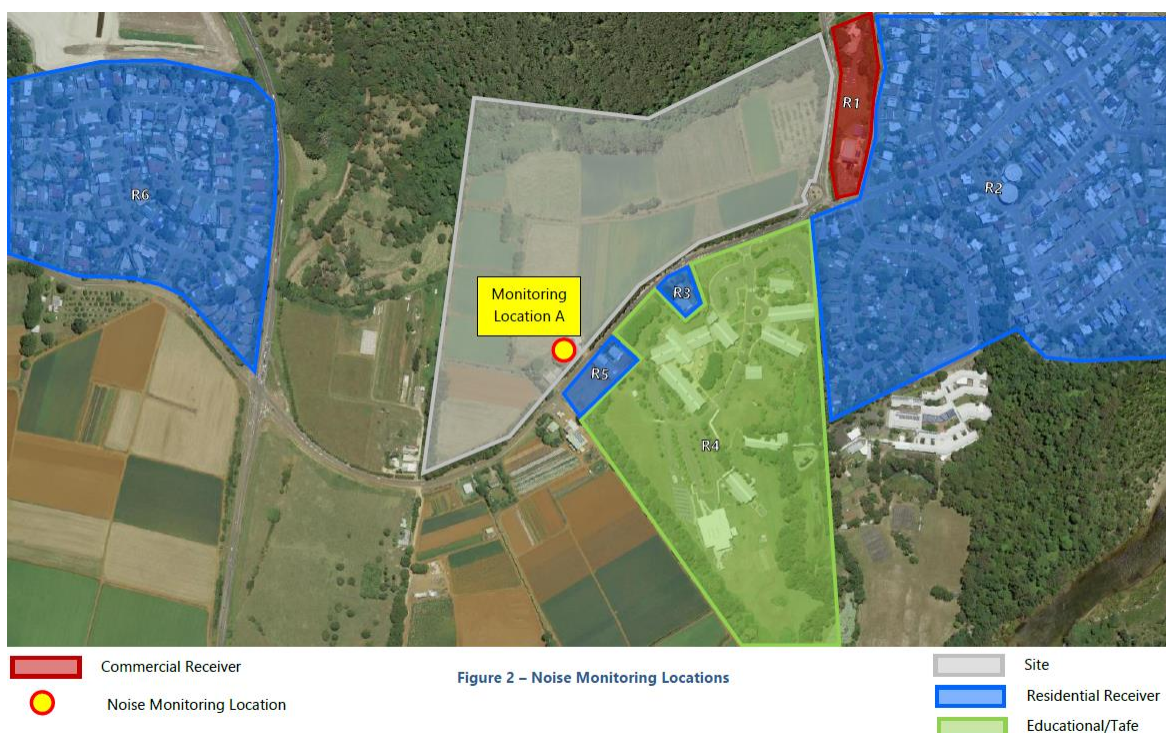 R1
R6
R2
Monitoring
Location A
R3
R5
R4
Commercial Receiver
Noise Monitoring Location
Figure 2 – Noise Monitoring Locations
Site
Residential Receiver
Educational/Tafe